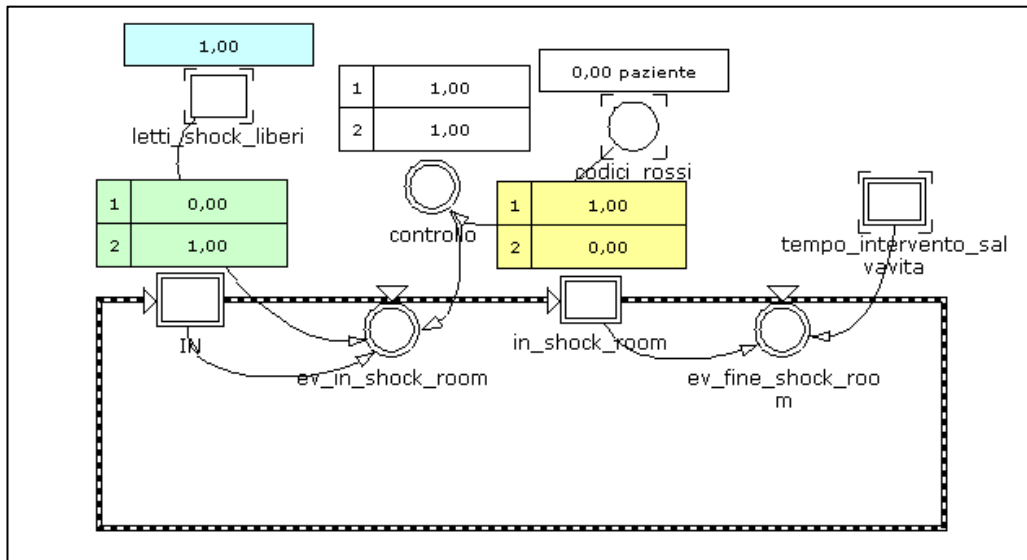 1,00
letti_shock_liberi
1 1,00
2 1,00
controllo
0,00 paziente
codici_rossi
1 0,00
2 1,00
IN
1 1,00
2 0,00
in_shock_room
tempo_intervento_sal
vavita
ev_in_shock_room
ev_fine_shock_roo
m